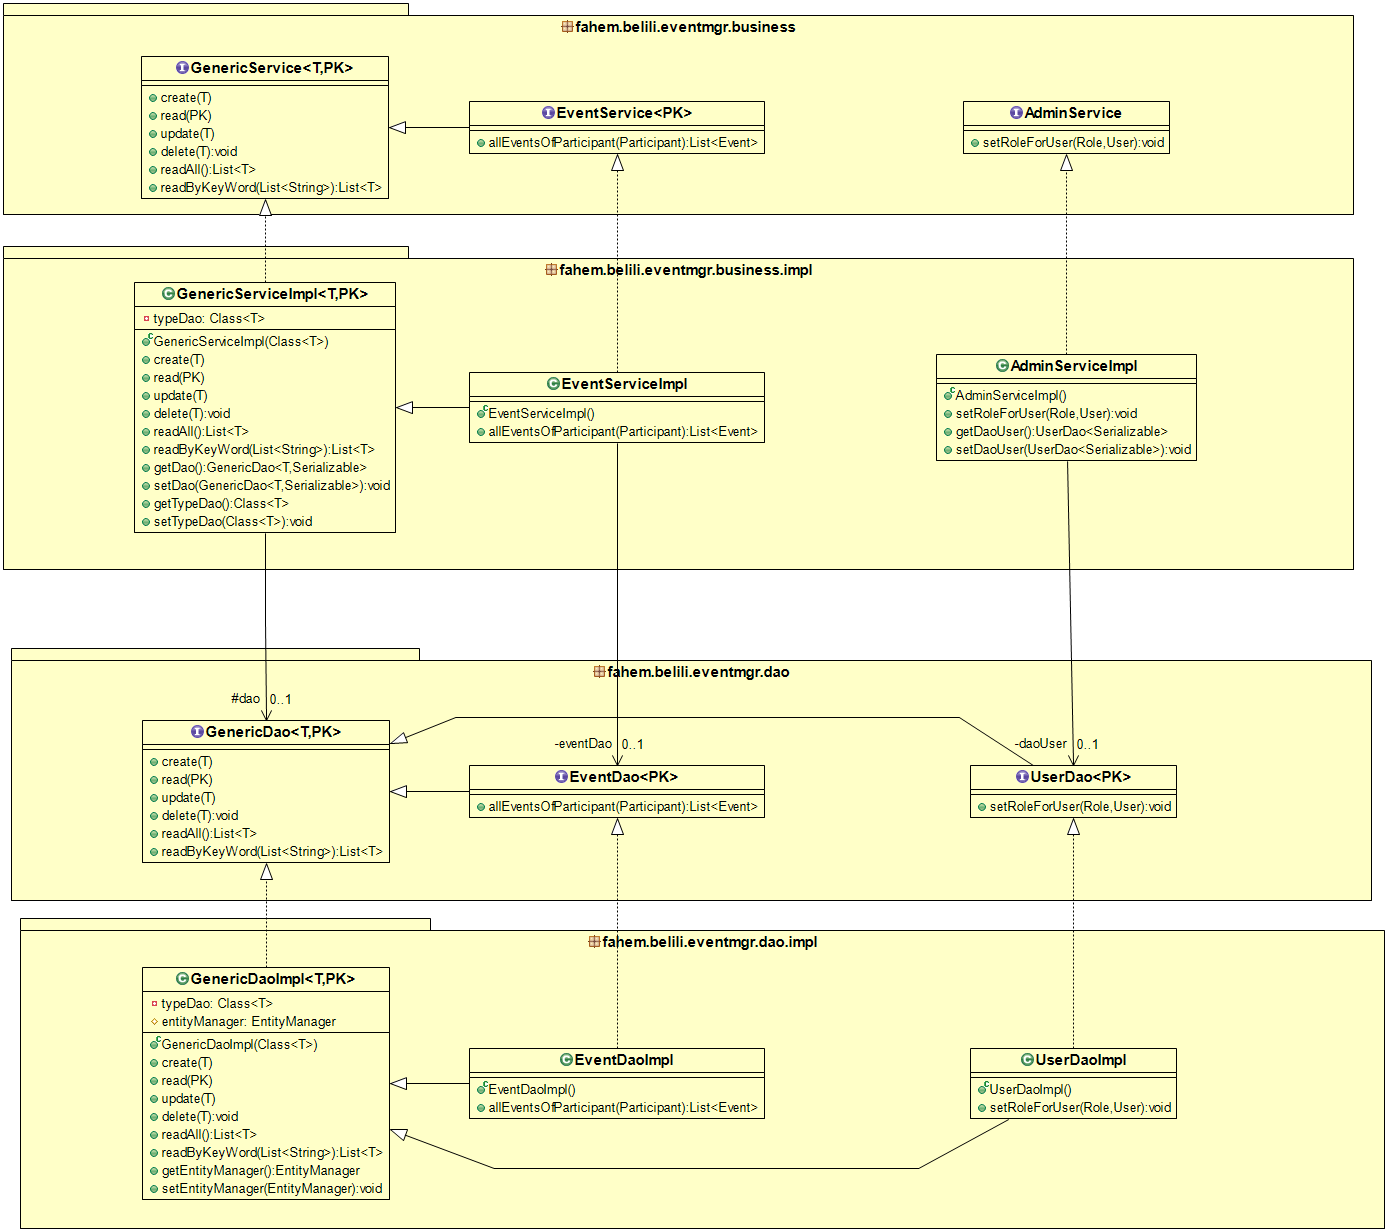 fahem.belili.eventmgr.business
GenericService<T,PK>
create(T)
read(PK)
update(T)
delete(T):void
readAll():List<T>
readByKeyWord(List<String>):List<T>
EventService<PK>
allEventsOfParticipant(Participant):List<Event>
AdminService
setRoleForUser(Role,User):void
fahem.belili.eventmgr.business.impl
GenericServiceImpl<T,PK>
typeDao: Class<T>
GenericServiceImpl(Class<T>)
create(T)
read(PK)
update(T)
delete(T):void
readAll():List<T>
readByKeyWord(List<String>):List<T>
getDao():GenericDao<T,Serializable>
setDao(GenericDao<T,Serializable>):void
getTypeDao():Class<T>
setTypeDao(Class<T>):void
EventServiceImpl
EventServiceImpl()
allEventsOfParticipant(Participant):List<Event>
AdminServiceImpl
AdminServiceImpl()
setRoleForUser(Role,User):void
getDaoUser():UserDao<Serializable>
setDaoUser(UserDao<Serializable>):void
fahem.belili.eventmgr.dao
#dao 0..1
GenericDao<T,PK>
create(T)
read(PK)
update(T)
delete(T):void
readAll():List<T>
readByKeyWord(List<String>):List<T>
-eventDao 0..1
EventDao<PK>
allEventsOfParticipant(Participant):List<Event>
-daoUser 0..1
UserDao<PK>
setRoleForUser(Role,User):void
fahem.belili.eventmgr.dao.impl
GenericDaoImpl<T,PK>
typeDao: Class<T>
entityManager: EntityManager
GenericDaoImpl(Class<T>)
create(T)
read(PK)
update(T)
delete(T):void
readAll():List<T>
readByKeyWord(List<String>):List<T>
getEntityManager():EntityManager
setEntityManager(EntityManager):void
EventDaoImpl
EventDaoImpl()
allEventsOfParticipant(Participant):List<Event>
UserDaoImpl
UserDaoImpl()
setRoleForUser(Role,User):void